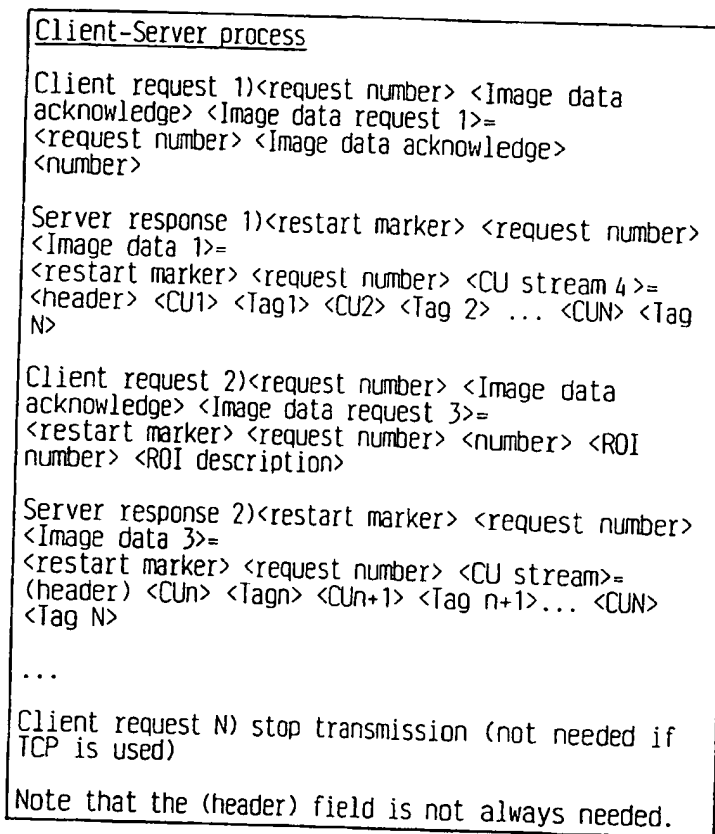 Client-Server process
Client request 1)<request number> <Image data
acknowledge> <Image data request 1>=
<request number> <Image data acknowledge>
<number>
Server response 1)<restart marker> <request number>
<Image data 1>=
<restart marker> <request number> <CU stream 4>=
<header> <CU1> <Tag1> <CU2> <Tag 2> ... <CUN> <Tag
N>
Client request 2)<request number> <Image data
acknowledge> <Image data request 3>=
<restart marker> <request number> <number> <ROI
number> <ROI description>
Server response 2)<restart marker> <request number>
<Image data 3>=
<restart marker> <request number> <CU stream>=
(header) <CUn> <Tagn> <CUn+1> <Tag n+1>... <CUN>
<Tag N>
...
Client request N) stop transmission (not needed if
TCP is used)
Note that the (header) field is not always needed.